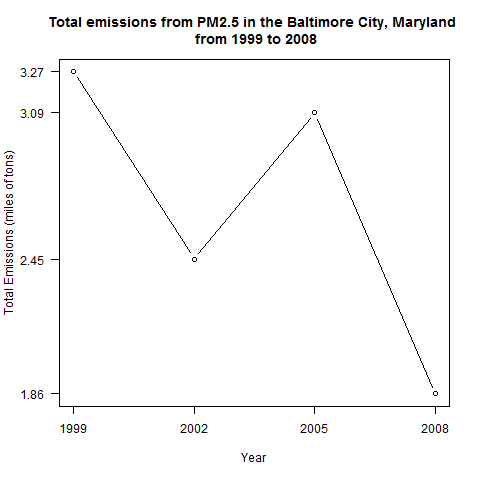 Total emissions from PM2.5 in the Baltimore City, Maryland
from 1999 to 2008
Total Emissions (miles of tons)
3.27
3.09
2.45
1.86
1999 2002 2005 2008
Year